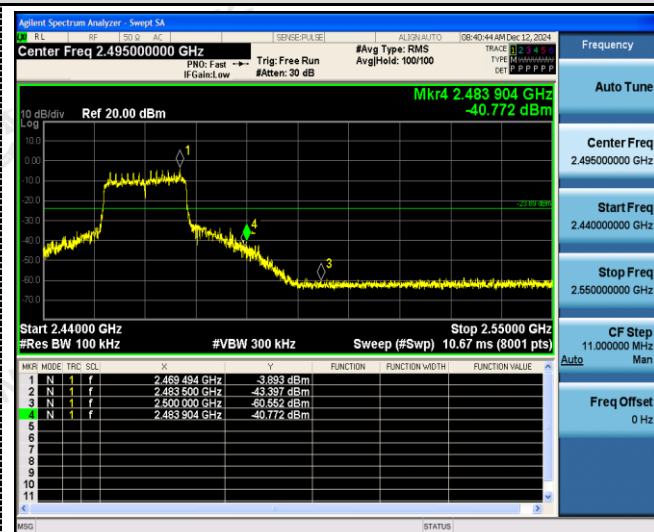 Agilent Spectrum Analyzer - Swept SA
RL RF 50 Ω AC SENSE:PULSE ALIGN AUTO 08:40:44 AM Dec 12, 2024
Center Freq 2.495000000 GHz
PNO: Fast
IFGain:Low
Trig: Free Run
#Atten: 30 dB
#Avg Type: RMS
Avg|Hold: 100/100
TRACE 1 2 3 4 5 6
TYPE M
DET P P P P P P
Mkr4 2.483 904 GHz
-40.772 dBm
10 dB/div Ref 20.00 dBm
Log
10.0
0.00
-10.0
-20.0
-23.89 dBm
-30.0
-40.0
-50.0
-60.0
-70.0
1
4
3
Start 2.44000 GHz Stop 2.55000 GHz
#Res BW 100 kHz #VBW 300 kHz Sweep (#Swp) 10.67 ms (8001 pts)
MKR MODE TRC SCL X Y FUNCTION FUNCTION WIDTH FUNCTION VALUE
1 N 1 f 2.469 494 GHz -3.893 dBm
2 N 1 f 2.483 500 GHz -43.397 dBm
3 N 1 f 2.500 000 GHz -60.552 dBm
4 N 1 f 2.483 904 GHz -40.772 dBm
5
6
7
8
9
10
11
MSG STATUS
Frequency
Auto Tune
Center Freq
2.495000000 GHz
Start Freq
2.440000000 GHz
Stop Freq
2.550000000 GHz
CF Step
11.000000 MHz
Auto Man
Freq Offset
0 Hz